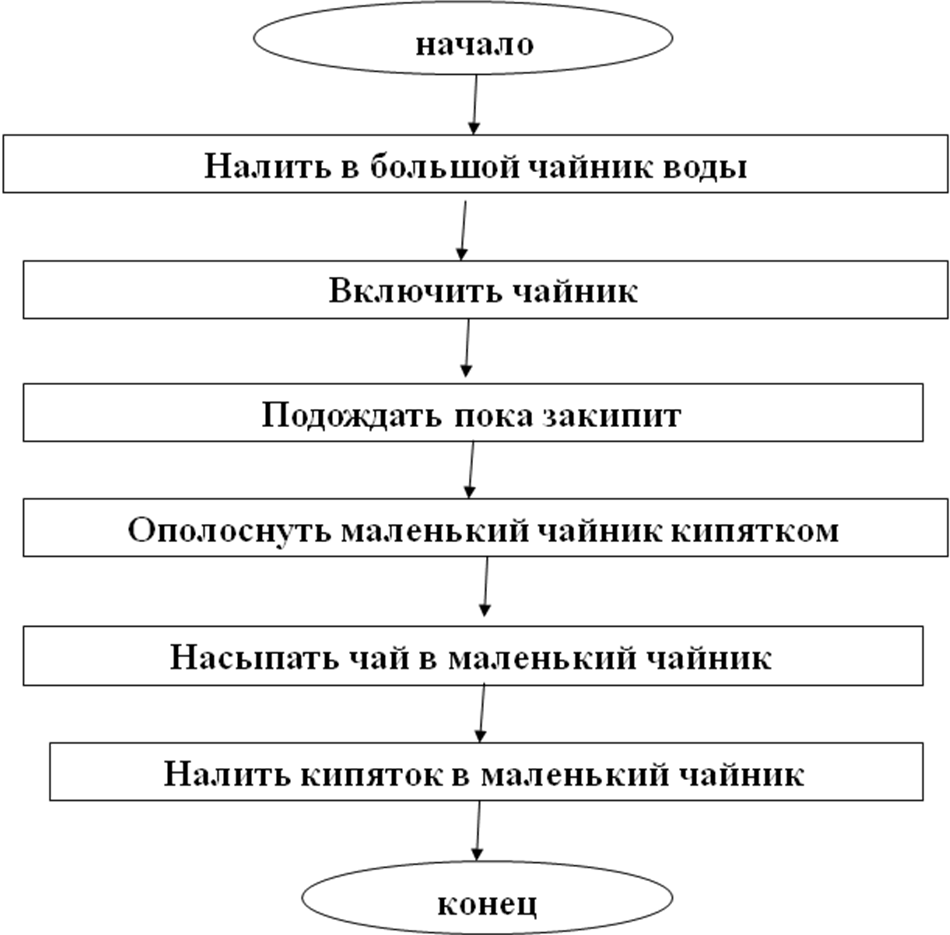 начало
Налить в большой чайник воды
Включить чайник
Подождать пока закипит
Ополоснуть маленький чайник кипятком
Насыпать чай в маленький чайник
Налить кипяток в маленький чайник
конец